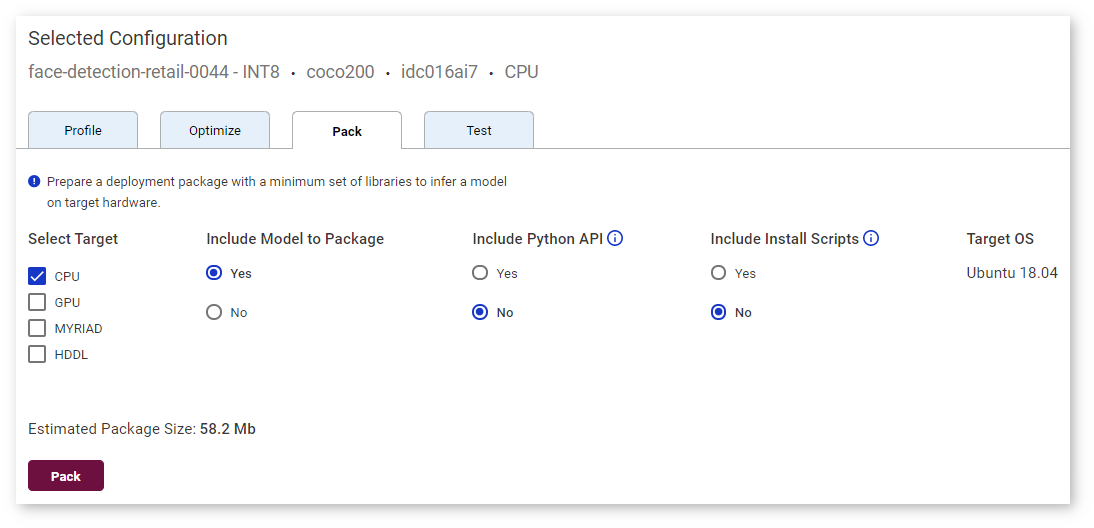 Selected Configuration
face-detection-retail-0044 - INT8 • coco200 • idc016ai7 • CPU
Profile
Optimize
Pack
Test
Prepare a deployment package with a minimum set of libraries to infer a model
on target hardware.
Select Target
CPU
GPU
MYRIAD
HDDL
Include Model to Package
Yes
No
Include Python API
Yes
No
Include Install Scripts
Yes
No
Target OS
Ubuntu 18.04
Estimated Package Size: 58.2 Mb
Pack